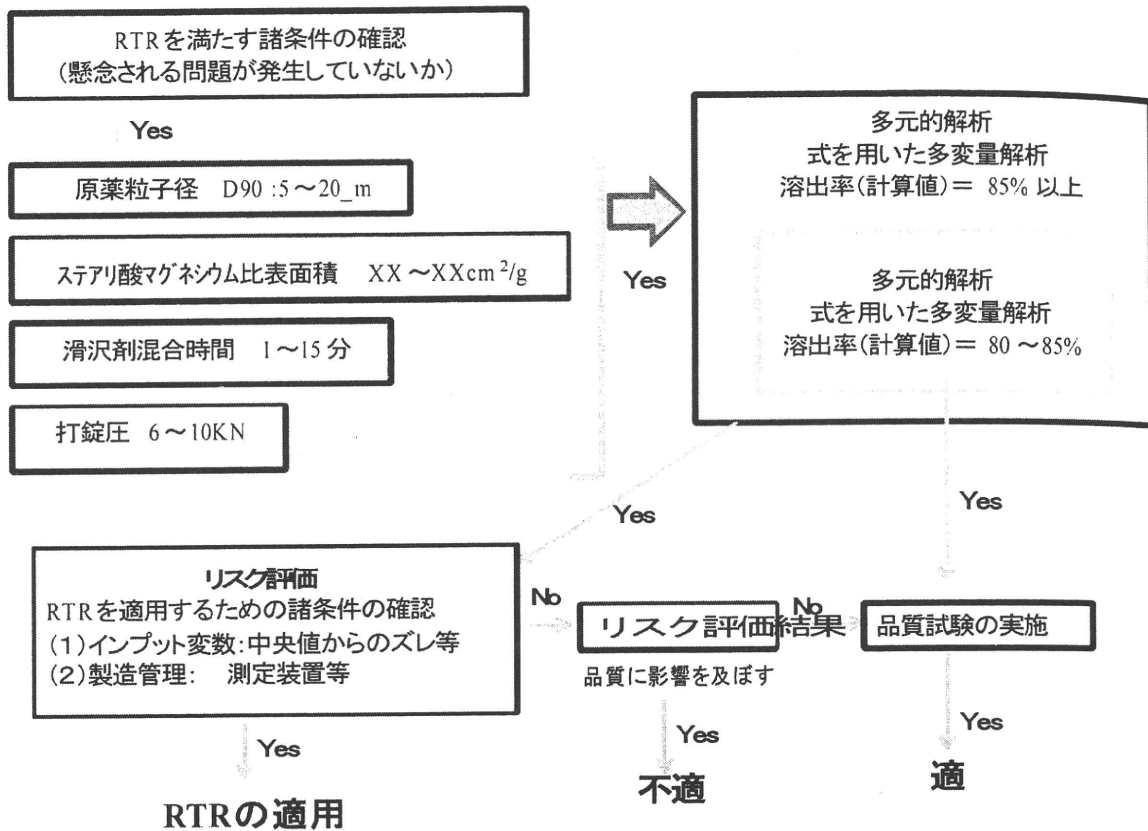 RTRを満たす諸条件の確認
(懸念される問題が発生していないか)
Yes
原薬粒子径 D90 :5～20_m
ステアリ酸マグネシウム比表面積 XX～XXcm²/g
滑沢剤混合時間 1～15分
打錠圧 6～10KN
Yes
多元的解析
式を用いた多変量解析
溶出率(計算値)= 85% 以上
多元的解析
式を用いた多変量解析
溶出率(計算値)= 80～85%
Yes
Yes
リスク評価
RTRを適用するための諸条件の確認
(1)インプット変数:中央値からのズレ等
(2)製造管理: 測定装置等
No
リスク評価結果
No
品質試験の実施
品質に影響を及ぼす
Yes
Yes
Yes
RTRの適用
不適
適